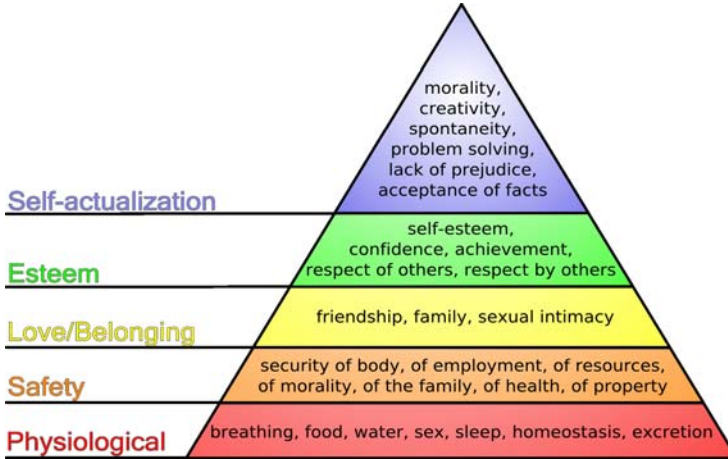 morality,
creativity,
spontaneity,
problem solving,
lack of prejudice,
acceptance of facts
Self-actualization
self-esteem,
confidence, achievement,
respect of others, respect by others
Esteem
friendship, family, sexual intimacy
Love/Belonging
security of body, of employment, of resources,
of morality, of the family, of health, of property
Safety
breathing, food, water, sex, sleep, homeostasis, excretion
Physiological